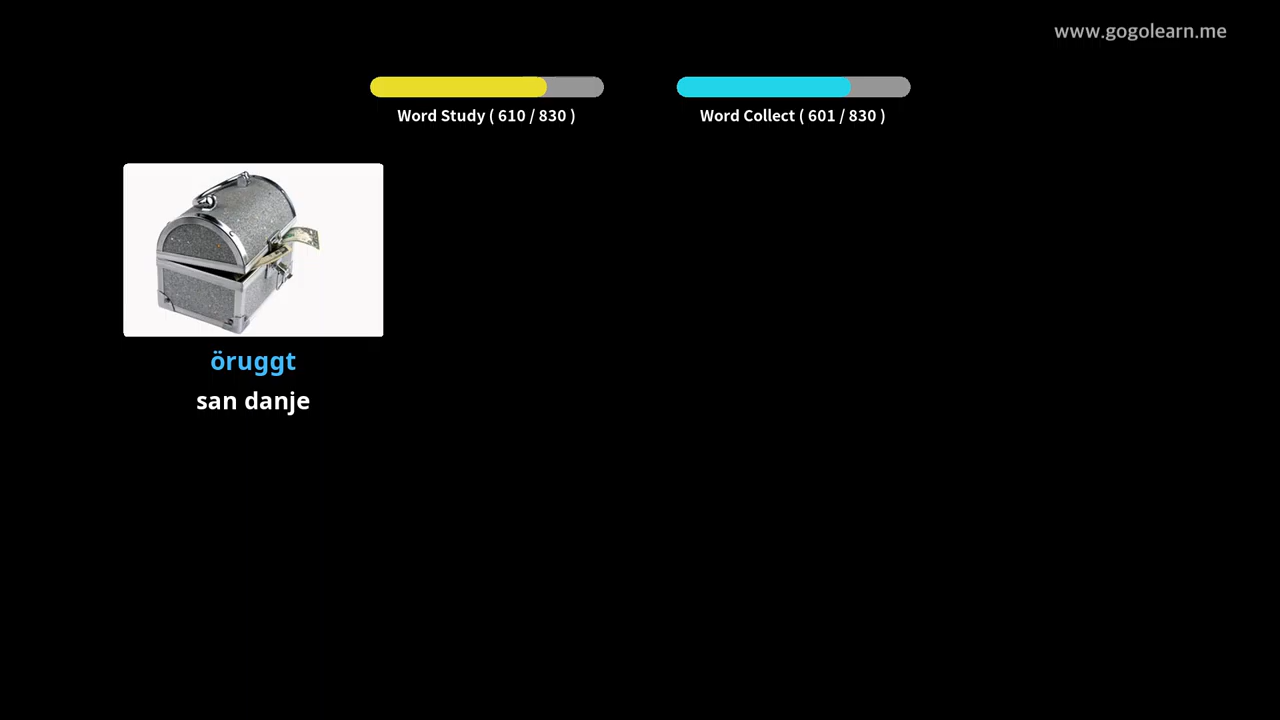 www.gogolearn.me
Word Study ( 610 / 830 )
Word Collect ( 601 / 830 )
öruggt
san danje